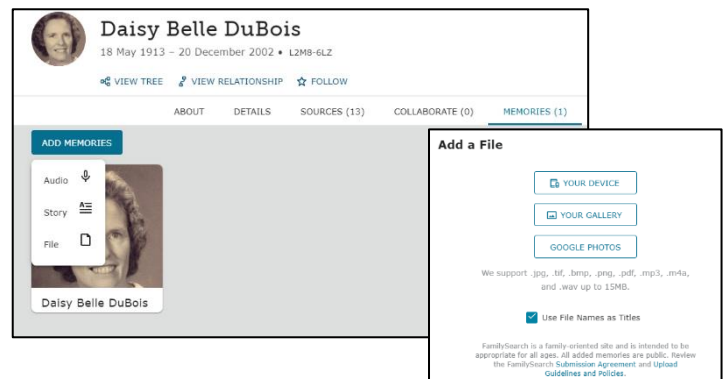 Daisy Belle DuBois
18 May 1913 – 20 December 2002 • L2M8-6LZ
VIEW TREE VIEW RELATIONSHIP FOLLOW
ABOUT DETAILS SOURCES (13) COLLABORATE (0) MEMORIES (1)
ADD MEMORIES
Audio
Story
File
Daisy Belle DuBois
Add a File
YOUR DEVICE
YOUR GALLERY
GOOGLE PHOTOS
We support .jpg, .tif, .bmp, .png, .pdf, .mp3, .m4a,
and .wav up to 15MB.
Use File Names as Titles
FamilySearch is a family-oriented site and is intended to be
appropriate for all ages. All added memories are public. Review
the FamilySearch Submission Agreement and Upload
Guidelines and Policies.